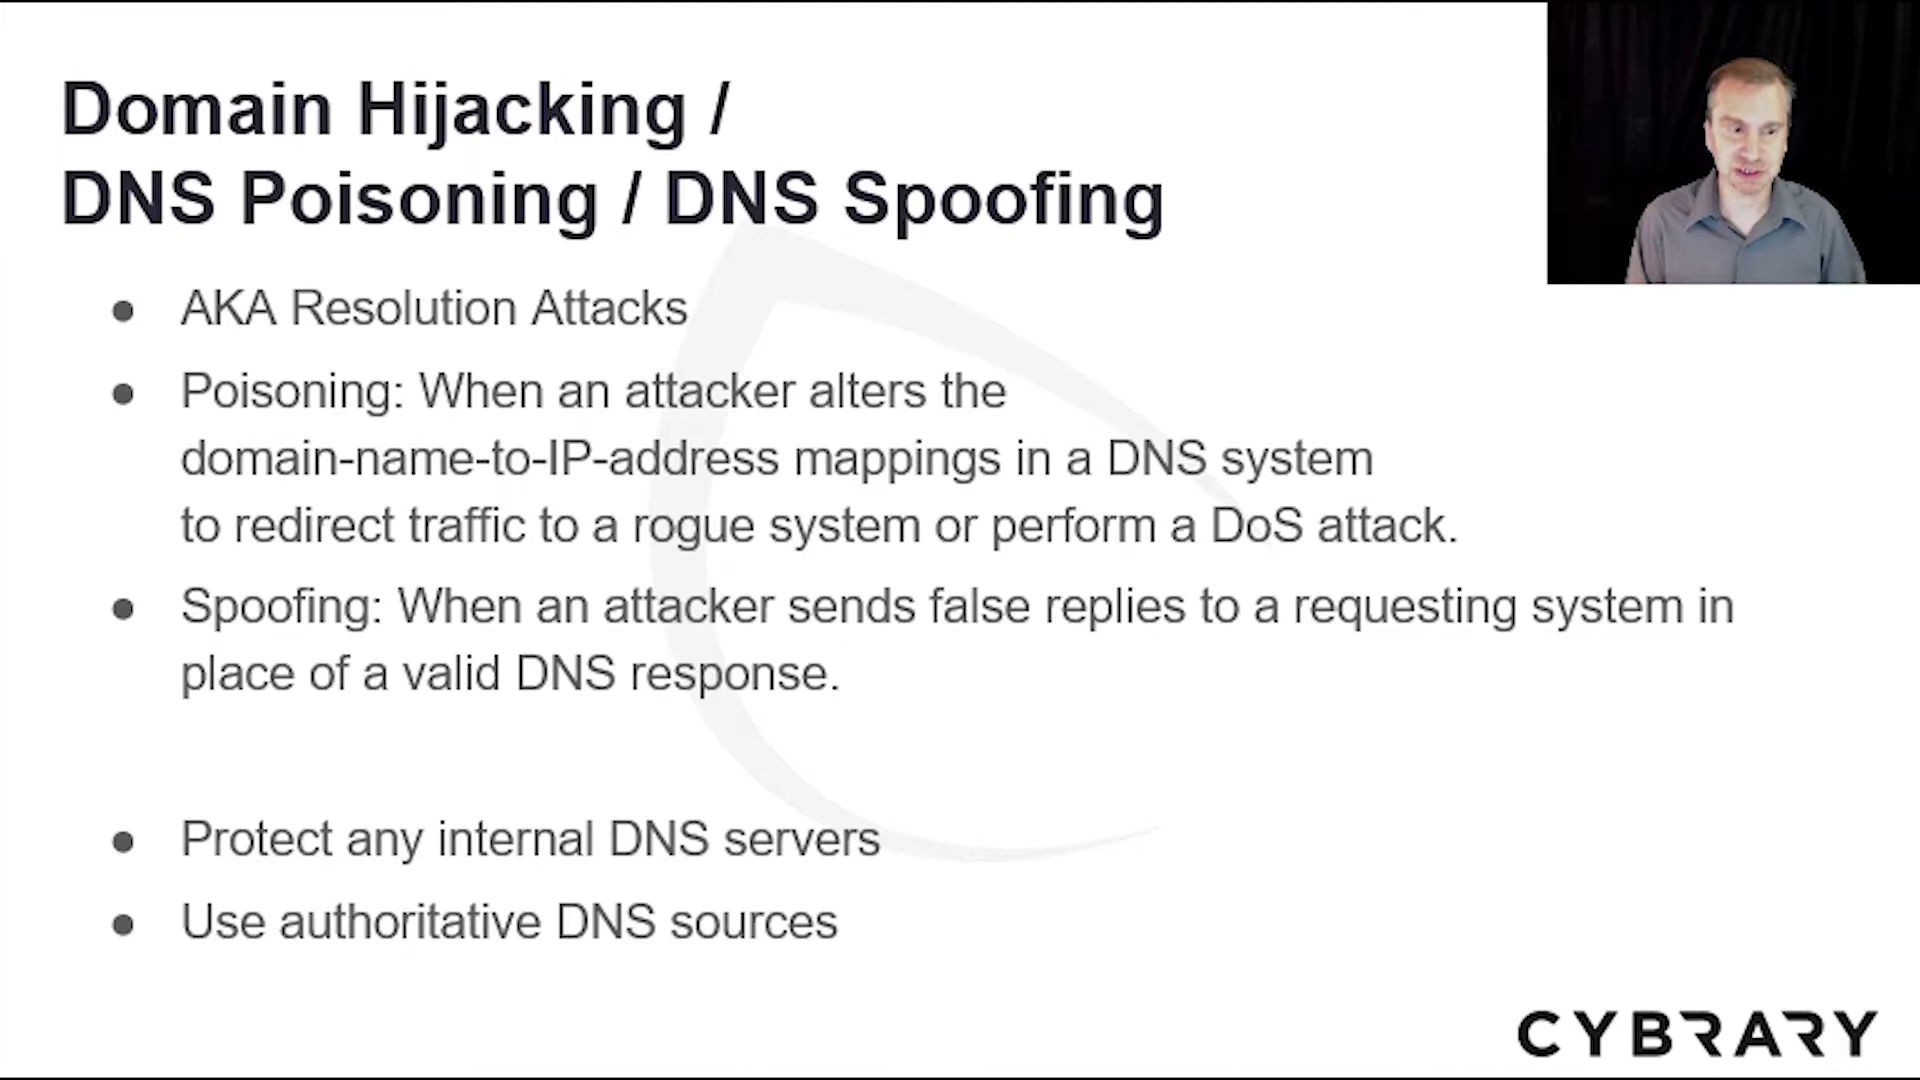 Domain Hijacking /
DNS Poisoning / DNS Spoofing
● AKA Resolution Attacks
● Poisoning: When an attacker alters the
domain-name-to-IP-address mappings in a DNS system
to redirect traffic to a rogue system or perform a DoS attack.
● Spoofing: When an attacker sends false replies to a requesting system in
place of a valid DNS response.
● Protect any internal DNS servers
● Use authoritative DNS sources
CYBRARY